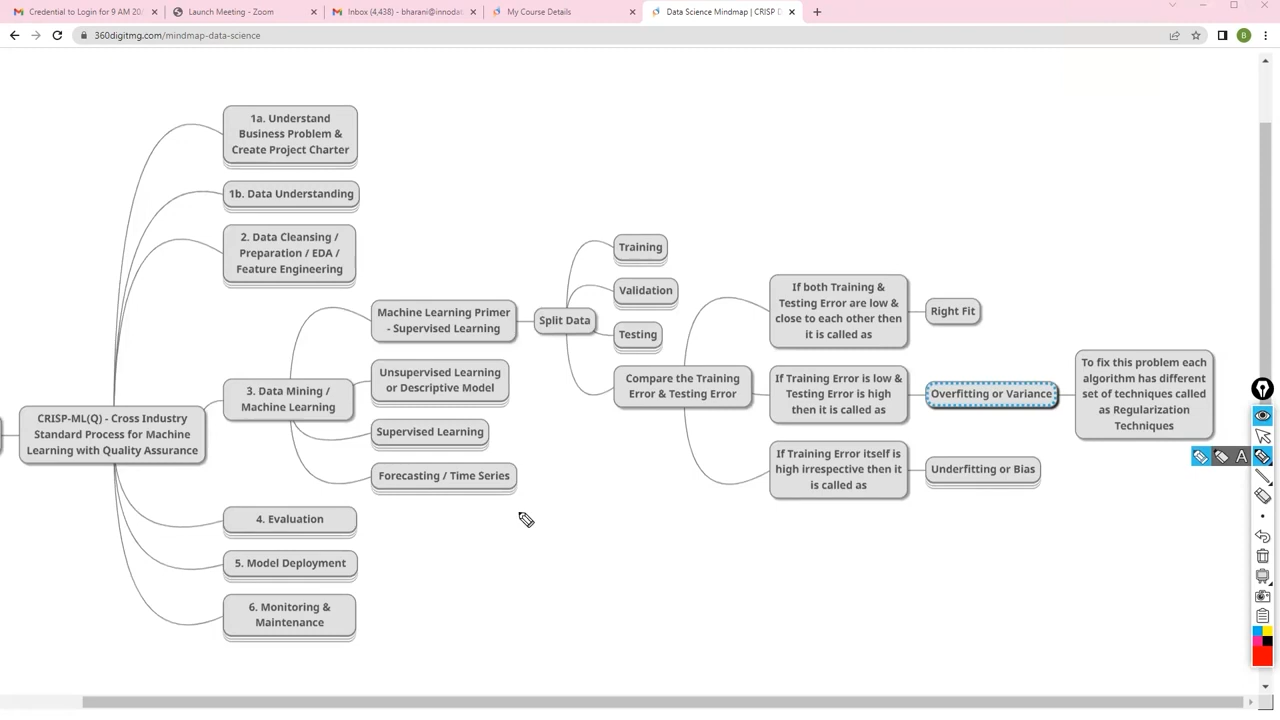 Credential to Login for 9 AM 20
Launch Meeting - Zoom
Inbox (4,438) - bharani@innodat
My Course Details
Data Science Mindmap | CRISP D
360digitmg.com/mindmap-data-science
B
1a. Understand
Business Problem &
Create Project Charter
1b. Data Understanding
2. Data Cleansing /
Preparation / EDA /
Feature Engineering
CRISP-ML(Q) - Cross Industry
Standard Process for Machine
Learning with Quality Assurance
3. Data Mining /
Machine Learning
4. Evaluation
5. Model Deployment
6. Monitoring &
Maintenance
Machine Learning Primer
- Supervised Learning
Unsupervised Learning
or Descriptive Model
Supervised Learning
Forecasting / Time Series
Split Data
Training
Validation
Testing
Compare the Training
Error & Testing Error
If both Training &
Testing Error are low &
close to each other then
it is called as
Right Fit
If Training Error is low &
Testing Error is high
then it is called as
Overfitting or Variance
To fix this problem each
algorithm has different
set of techniques called
as Regularization
Techniques
If Training Error itself is
high irrespective then it
is called as
Underfitting or Bias
A